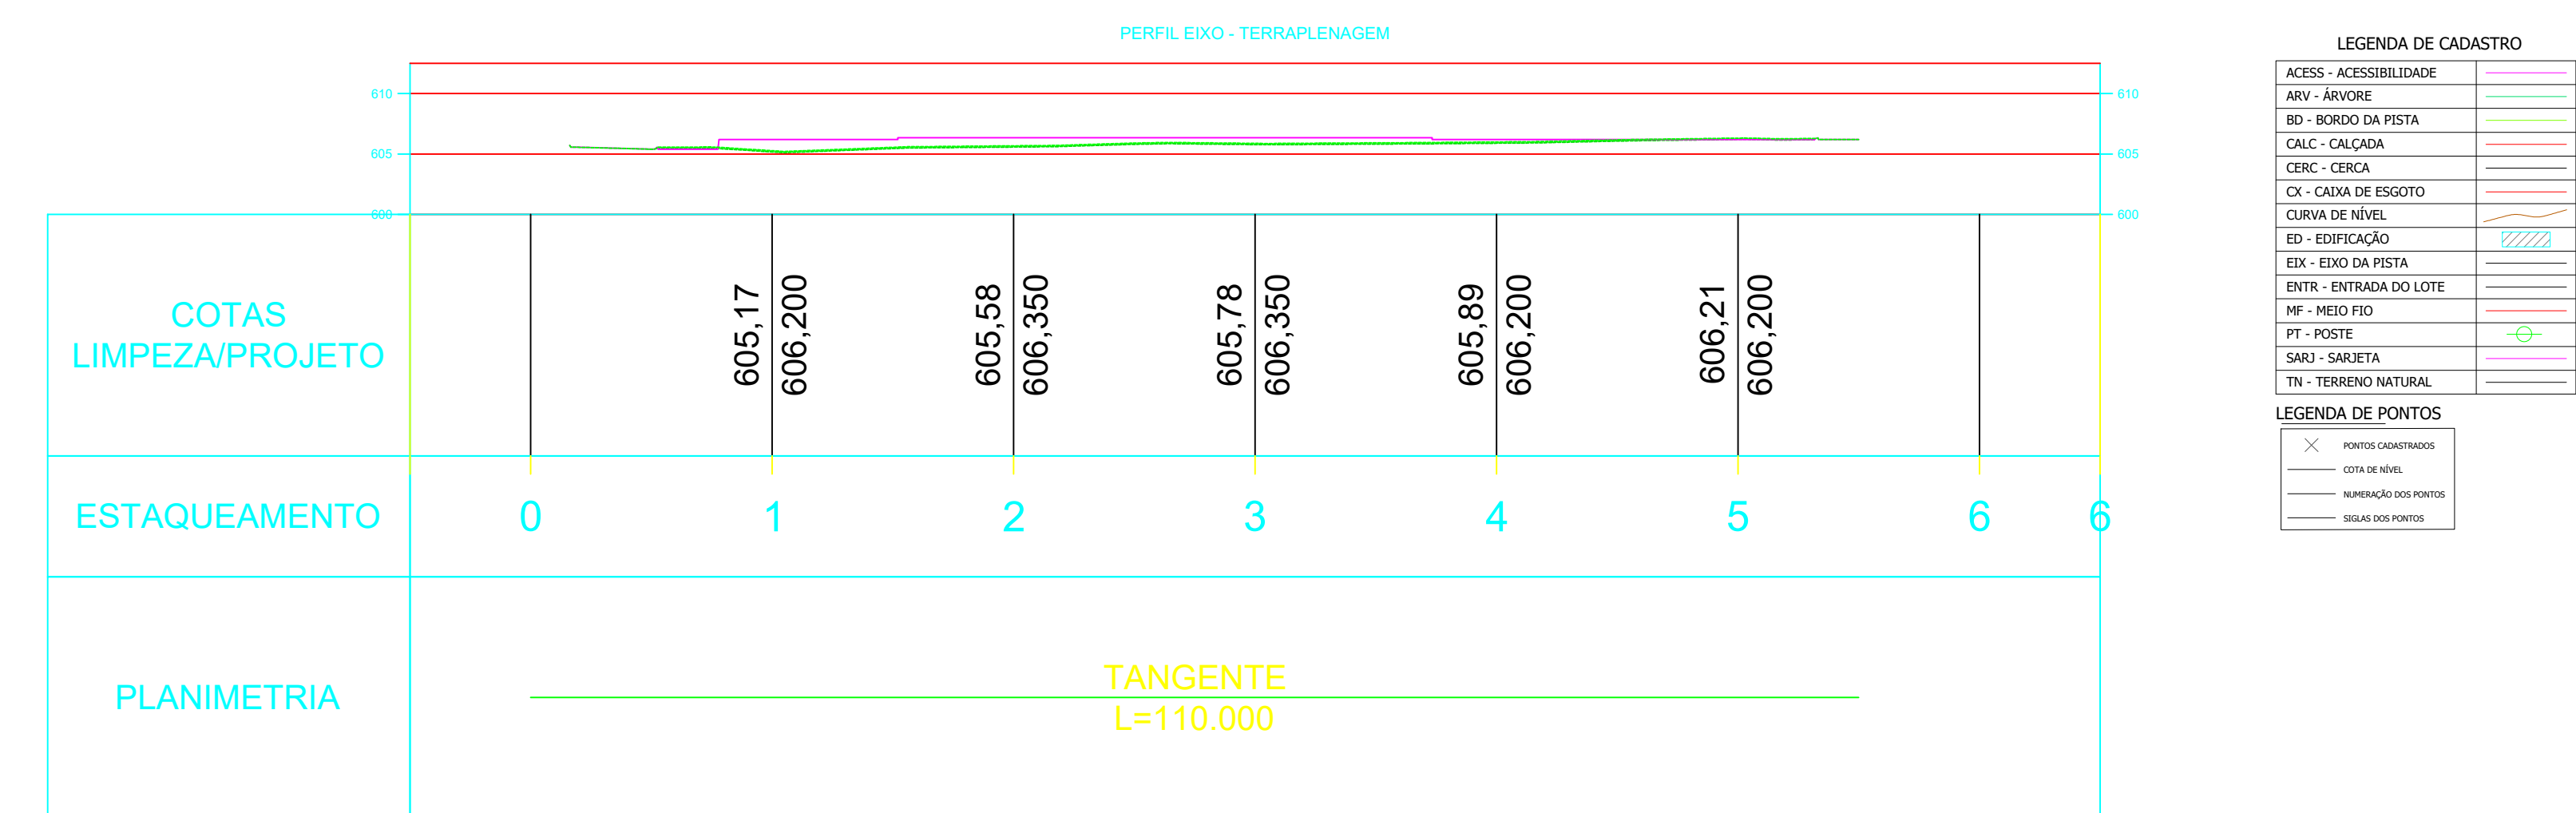 PERFIL EIXO - TERRAPLENAGEM
610
610
605
605
600
600
COTAS
LIMPEZA/PROJETO
605,17
606,200
605,58
606,350
605,78
606,350
605,89
606,200
606,21
606,200
ESTAQUEAMENTO
0 1 2 3 4 5 6 6
PLANIMETRIA
TANGENTE
L=110.000
LEGENDA DE CADASTRO
ACESS - ACESSIBILIDADE
ARV - ÁRVORE
BD - BORDO DA PISTA
CALC - CALÇADA
CERC - CERCA
CX - CAIXA DE ESGOTO
CURVA DE NÍVEL
ED - EDIFICAÇÃO
EIX - EIXO DA PISTA
ENTR - ENTRADA DO LOTE
MF - MEIO FIO
PT - POSTE
SARJ - SARJETA
TN - TERRENO NATURAL
LEGENDA DE PONTOS
PONTOS CADASTRADOS
COTA DE NÍVEL
NUMERAÇÃO DOS PONTOS
SIGLAS DOS PONTOS